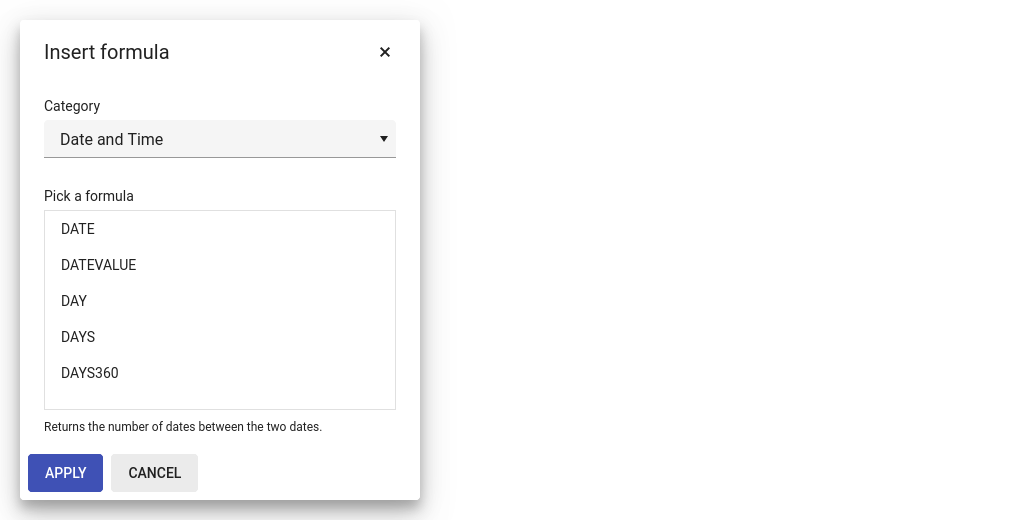 Insert formula
×
Category
Date and Time
Pick a formula
DATE
DATEVALUE
DAY
DAYS
DAYS360
Returns the number of dates between the two dates.
APPLY CANCEL